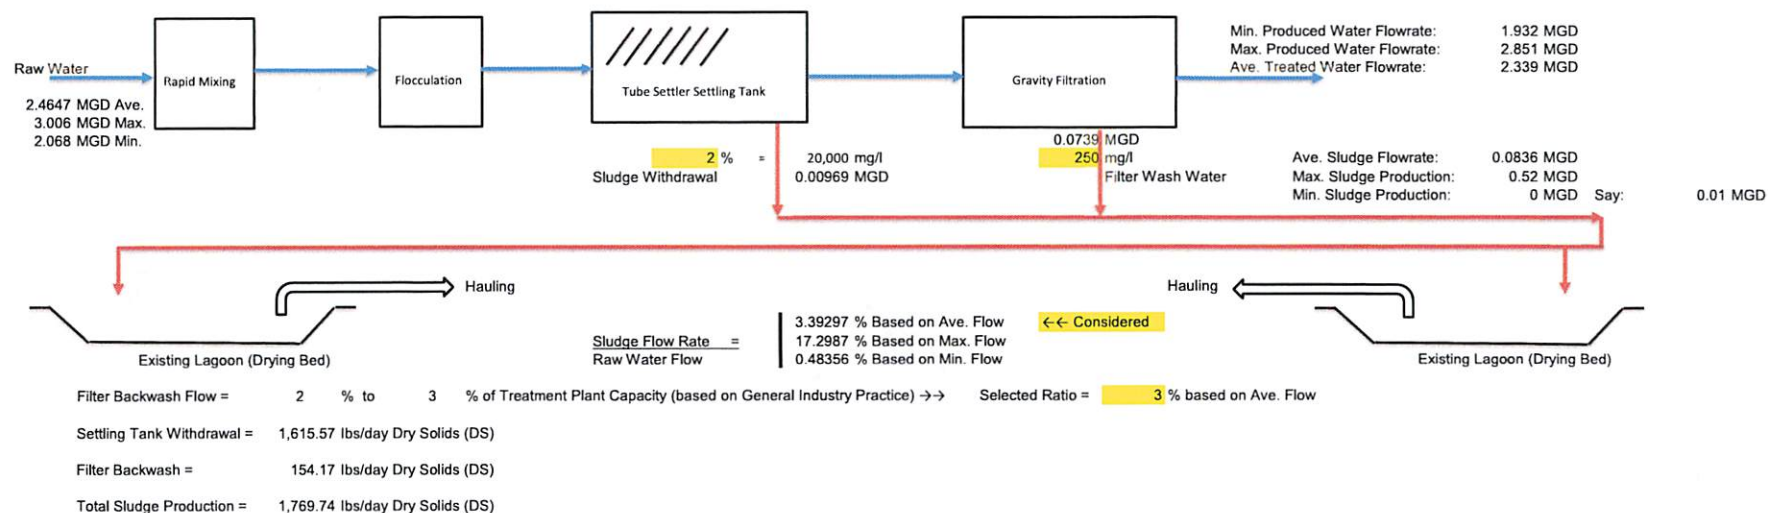 Raw Water
2.4647 MGD Ave.
3.006 MGD Max.
2.068 MGD Min.
Rapid Mixing
Flocculation
Tube Settler Settling Tank
Gravity Filtration
Min. Produced Water Flowrate: 1.932 MGD
Max. Produced Water Flowrate: 2.851 MGD
Ave. Treated Water Flowrate: 2.339 MGD
2 % = 20,000 mg/l
Sludge Withdrawal 0.00969 MGD
0.0739 MGD
250 mg/l
Filter Wash Water
Ave. Sludge Flowrate: 0.0836 MGD
Max. Sludge Production: 0.52 MGD
Min. Sludge Production: 0 MGD Say: 0.01 MGD
Hauling
Hauling
Existing Lagoon (Drying Bed)
Sludge Flow Rate =
Raw Water Flow
3.39297 % Based on Ave. Flow ←← Considered
17.2987 % Based on Max. Flow
0.48356 % Based on Min. Flow
Existing Lagoon (Drying Bed)
Filter Backwash Flow = 2 % to 3 % of Treatment Plant Capacity (based on General Industry Practice) →→ Selected Ratio = 3 % based on Ave. Flow
Settling Tank Withdrawal = 1,615.57 lbs/day Dry Solids (DS)
Filter Backwash = 154.17 lbs/day Dry Solids (DS)
Total Sludge Production = 1,769.74 lbs/day Dry Solids (DS)